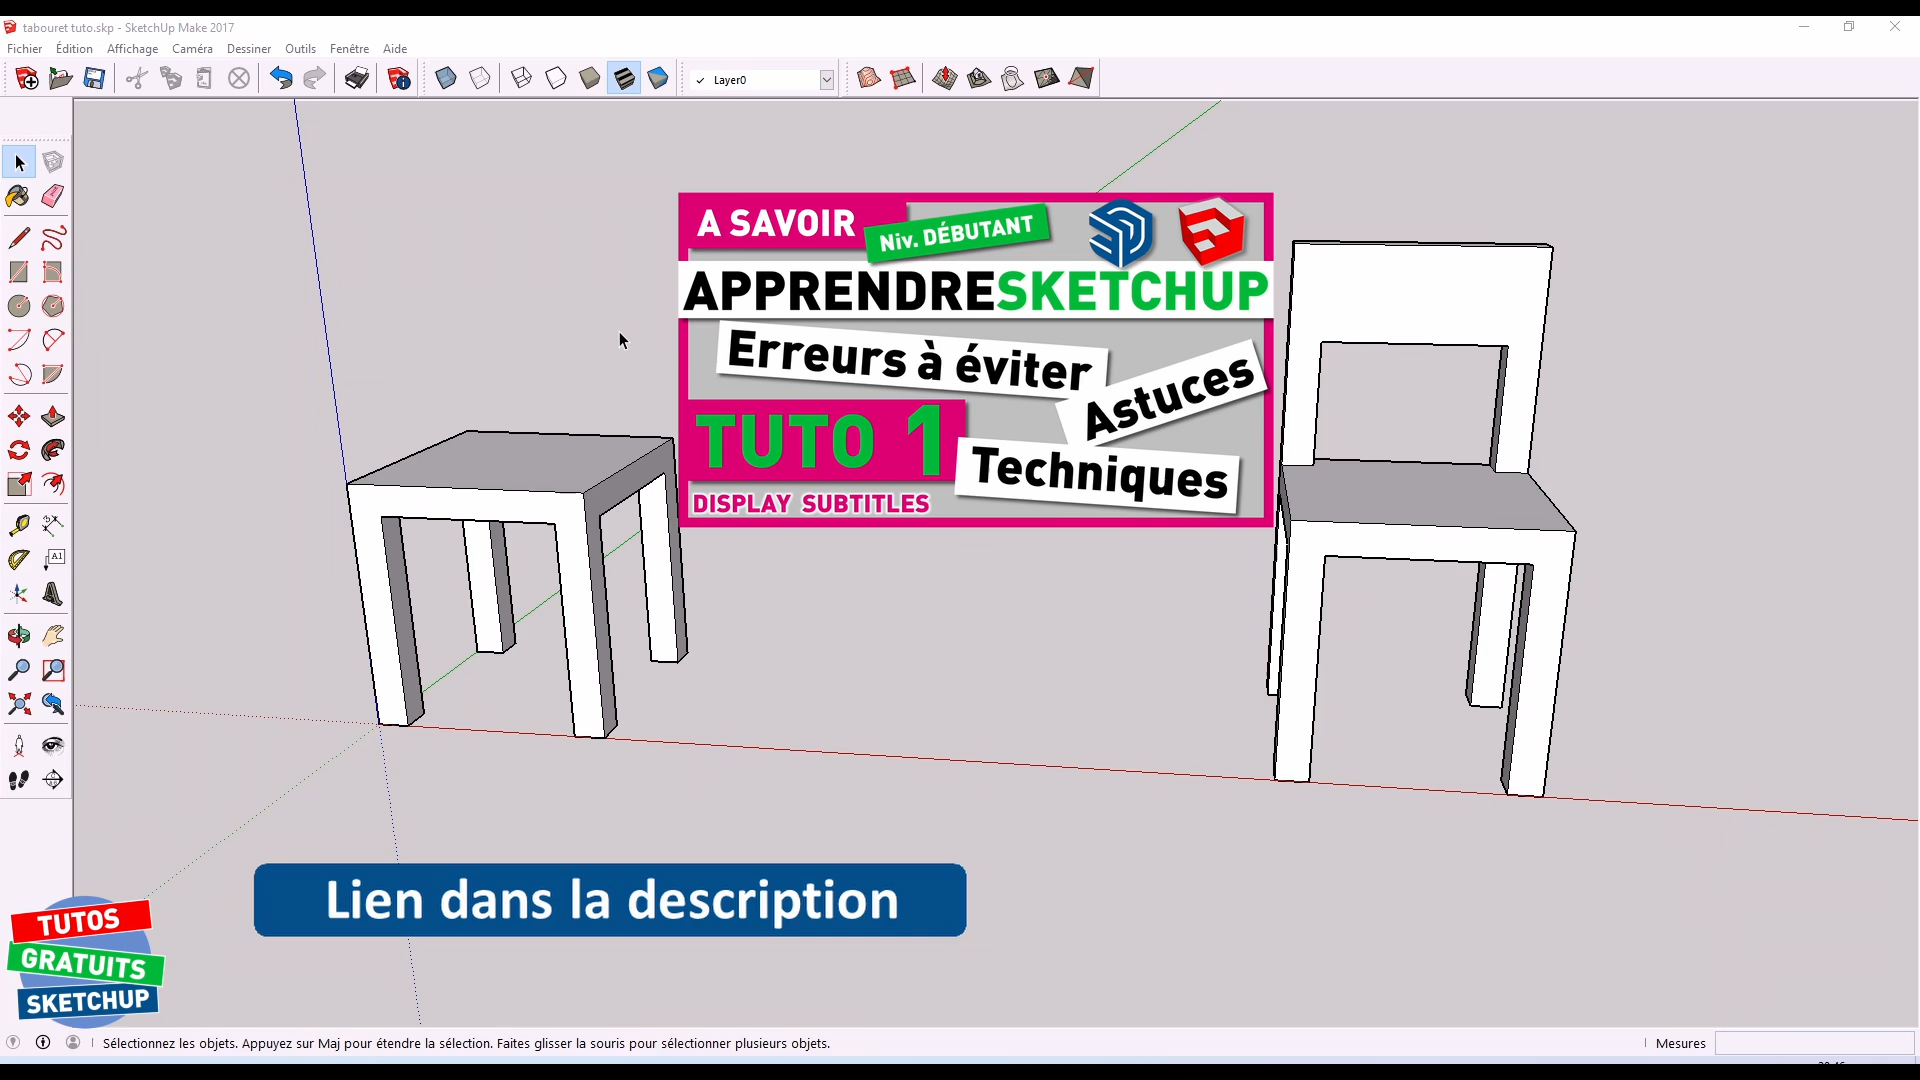 tabouret tuto.skp - SketchUp Make 2017
Fichier Édition Affichage Caméra Dessiner Outils Fenêtre Aide
Layer0
A SAVOIR
Niv. DÉBUTANT
APPRENDRESKETCHUP
Erreurs à éviter
Astuces
TUTO 1
Techniques
DISPLAY SUBTITLES
A1
Lien dans la description
TUTOS
GRATUITS
SKETCHUP
Sélectionnez les objets. Appuyez sur Maj pour étendre la sélection. Faites glisser la souris pour sélectionner plusieurs objets.
Mesures